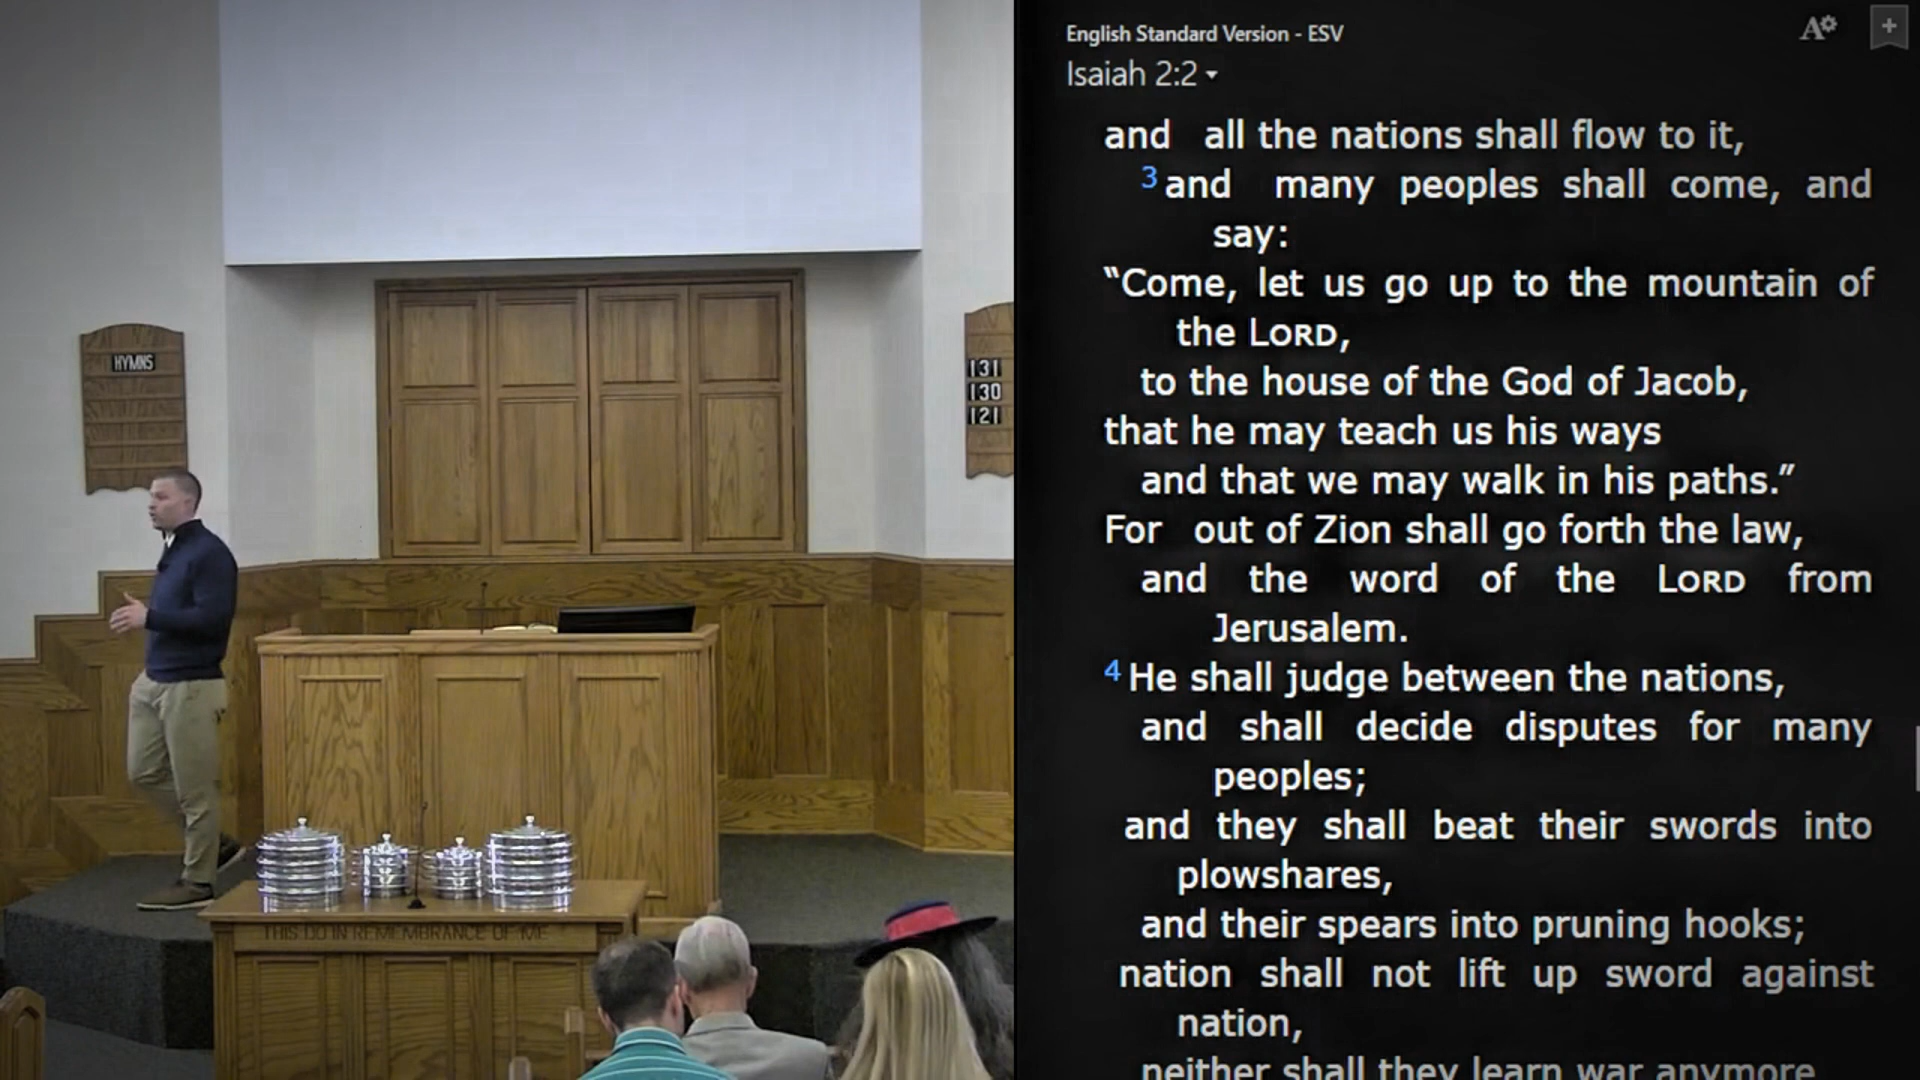 HYMNS
131
130
121
THIS DO IN REMEMBRANCE OF ME
English Standard Version - ESV
Isaiah 2:2
and all the nations shall flow to it,
3 and many peoples shall come, and
say:
“Come, let us go up to the mountain of
the LORD,
to the house of the God of Jacob,
that he may teach us his ways
and that we may walk in his paths.”
For out of Zion shall go forth the law,
and the word of the LORD from
Jerusalem.
4 He shall judge between the nations,
and shall decide disputes for many
peoples;
and they shall beat their swords into
plowshares,
and their spears into pruning hooks;
nation shall not lift up sword against
nation,
neither shall they learn war anymore